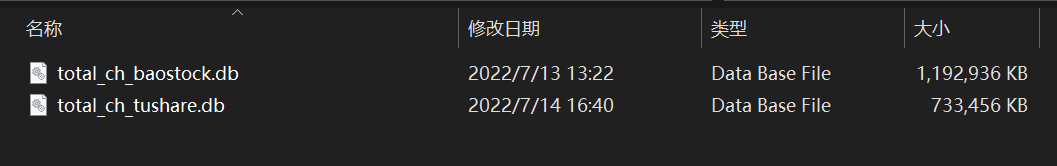 名称 修改日期 类型 大小
total_ch_baostock.db 2022/7/13 13:22 Data Base File 1,192,936 KB
total_ch_tushare.db 2022/7/14 16:40 Data Base File 733,456 KB